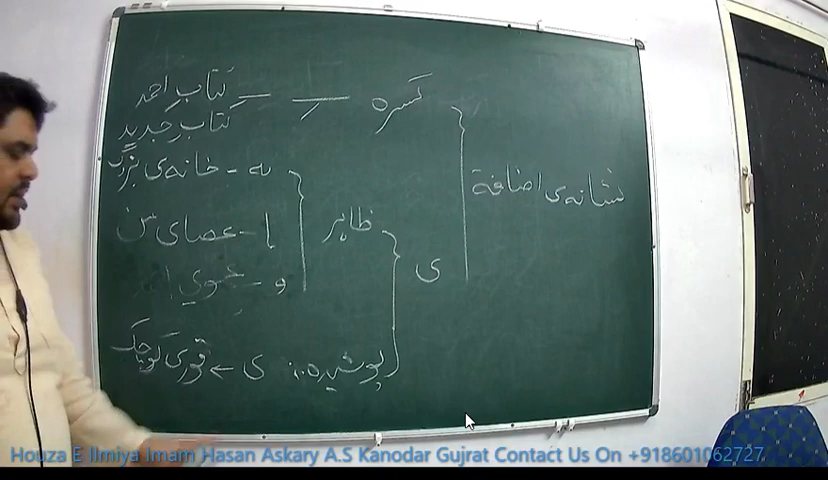 کسره — کتاب احمد
کتاب جدید
نشانه‌ی اضافة
ه - خانه‌ی بزرگ
ظاهر
ا - عصای من
ی
و - عموی
پوشیده: ی ← قوری کوچک
Houza E Ilmiya Imam Hasan Askary A.S Kanodar Gujrat Contact Us On +918601062727